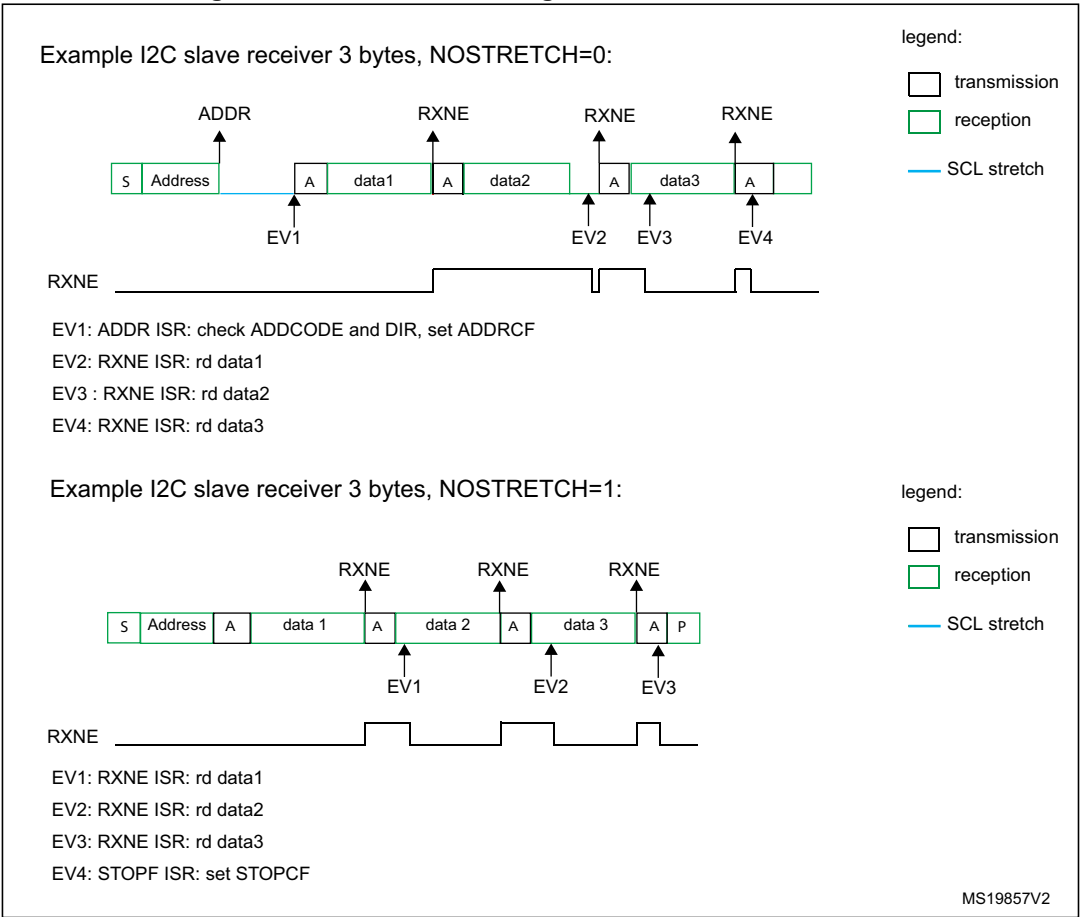 Example I2C slave receiver 3 bytes, NOSTRETCH=0:
legend:
transmission
reception
SCL stretch
ADDR RXNE RXNE RXNE
S Address A data1 A data2 A data3 A
EV1 EV2 EV3 EV4
RXNE
EV1: ADDR ISR: check ADDCODE and DIR, set ADDRCF
EV2: RXNE ISR: rd data1
EV3 : RXNE ISR: rd data2
EV4: RXNE ISR: rd data3
Example I2C slave receiver 3 bytes, NOSTRETCH=1:
legend:
transmission
reception
SCL stretch
RXNE RXNE RXNE
S Address A data 1 A data 2 A data 3 A P
EV1 EV2 EV3
RXNE
EV1: RXNE ISR: rd data1
EV2: RXNE ISR: rd data2
EV3: RXNE ISR: rd data3
EV4: STOPF ISR: set STOPCF
MS19857V2